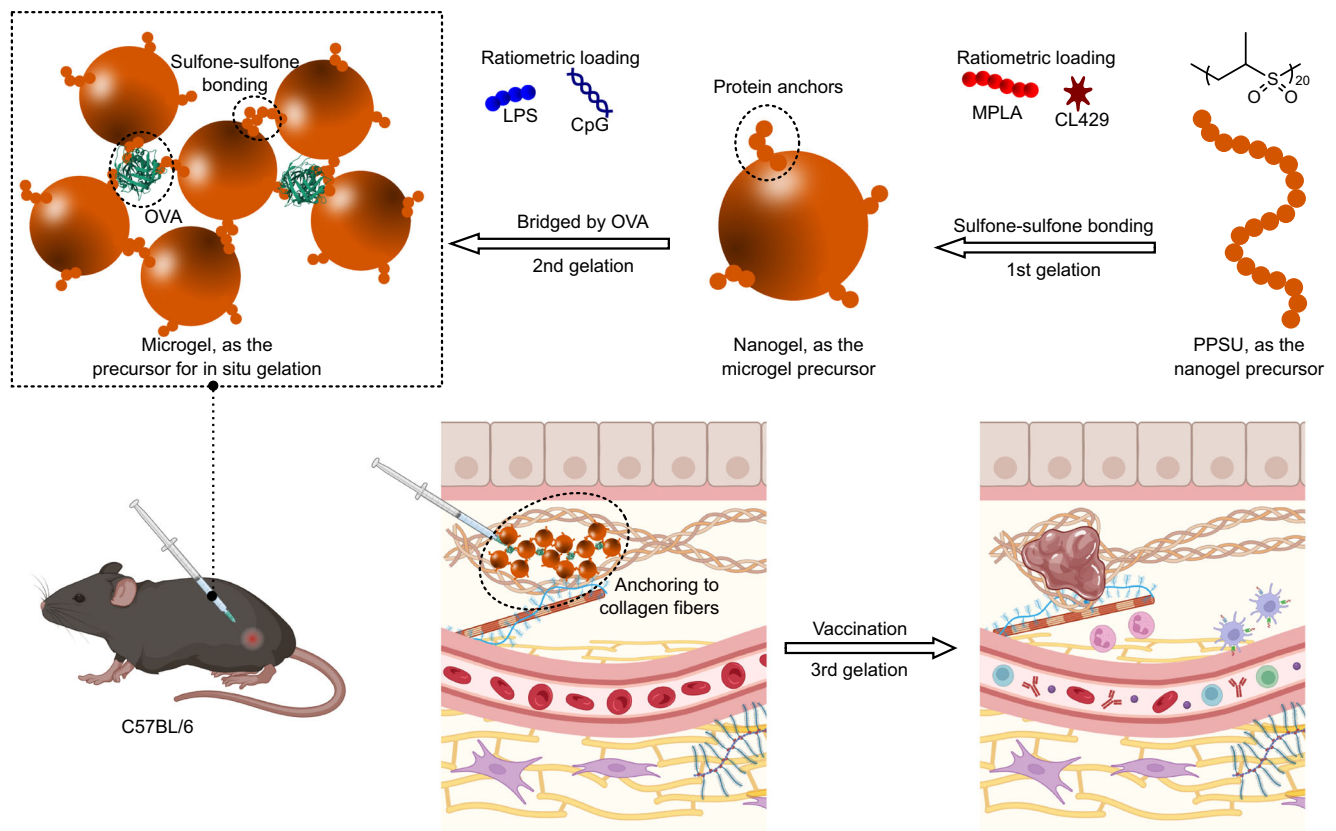 Sulfone-sulfone
bonding
OVA
Microgel, as the
precursor for in situ gelation
Ratiometric loading
LPS
CpG
Bridged by OVA
2nd gelation
Protein anchors
Nanogel, as the
microgel precursor
Ratiometric loading
MPLA
CL429
Sulfone-sulfone bonding
1st gelation
S
20
O
O
PPSU, as the
nanogel precursor
C57BL/6
Anchoring to
collagen fibers
Vaccination
3rd gelation